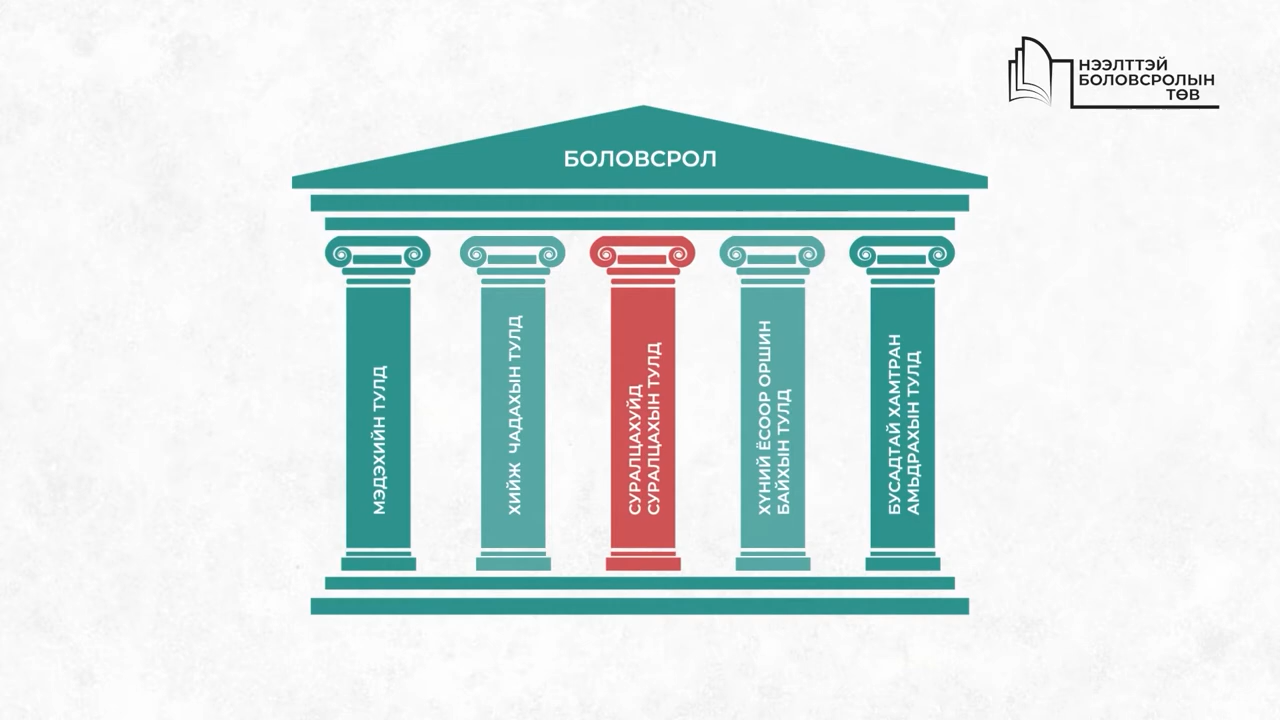 НЭЭЛТТЭЙ
БОЛОВСРОЛЫН
ТӨВ
БОЛОВСРОЛ
МЭДЭХИЙН ТУЛД
ХИЙЖ ЧАДАХЫН ТУЛД
СУРАЛЦАХУЙД
СУРАЛЦАХЫН ТУЛД
ХҮНИЙ ЁСООР ОРШИН
БАЙХЫН ТУЛД
БУСАДТАЙ ХАМТРАН
АМЬДРАХЫН ТУЛД